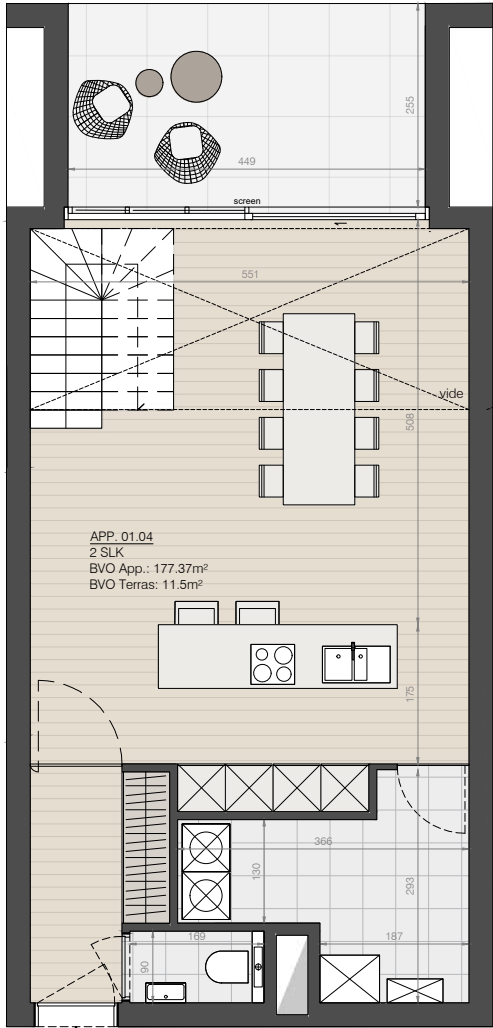 255
449
screen
551
vide
508
APP. 01.04
2 SLK
BVO App.: 177.37m²
BVO Terras: 11.5m²
175
366
130
293
169
187
90